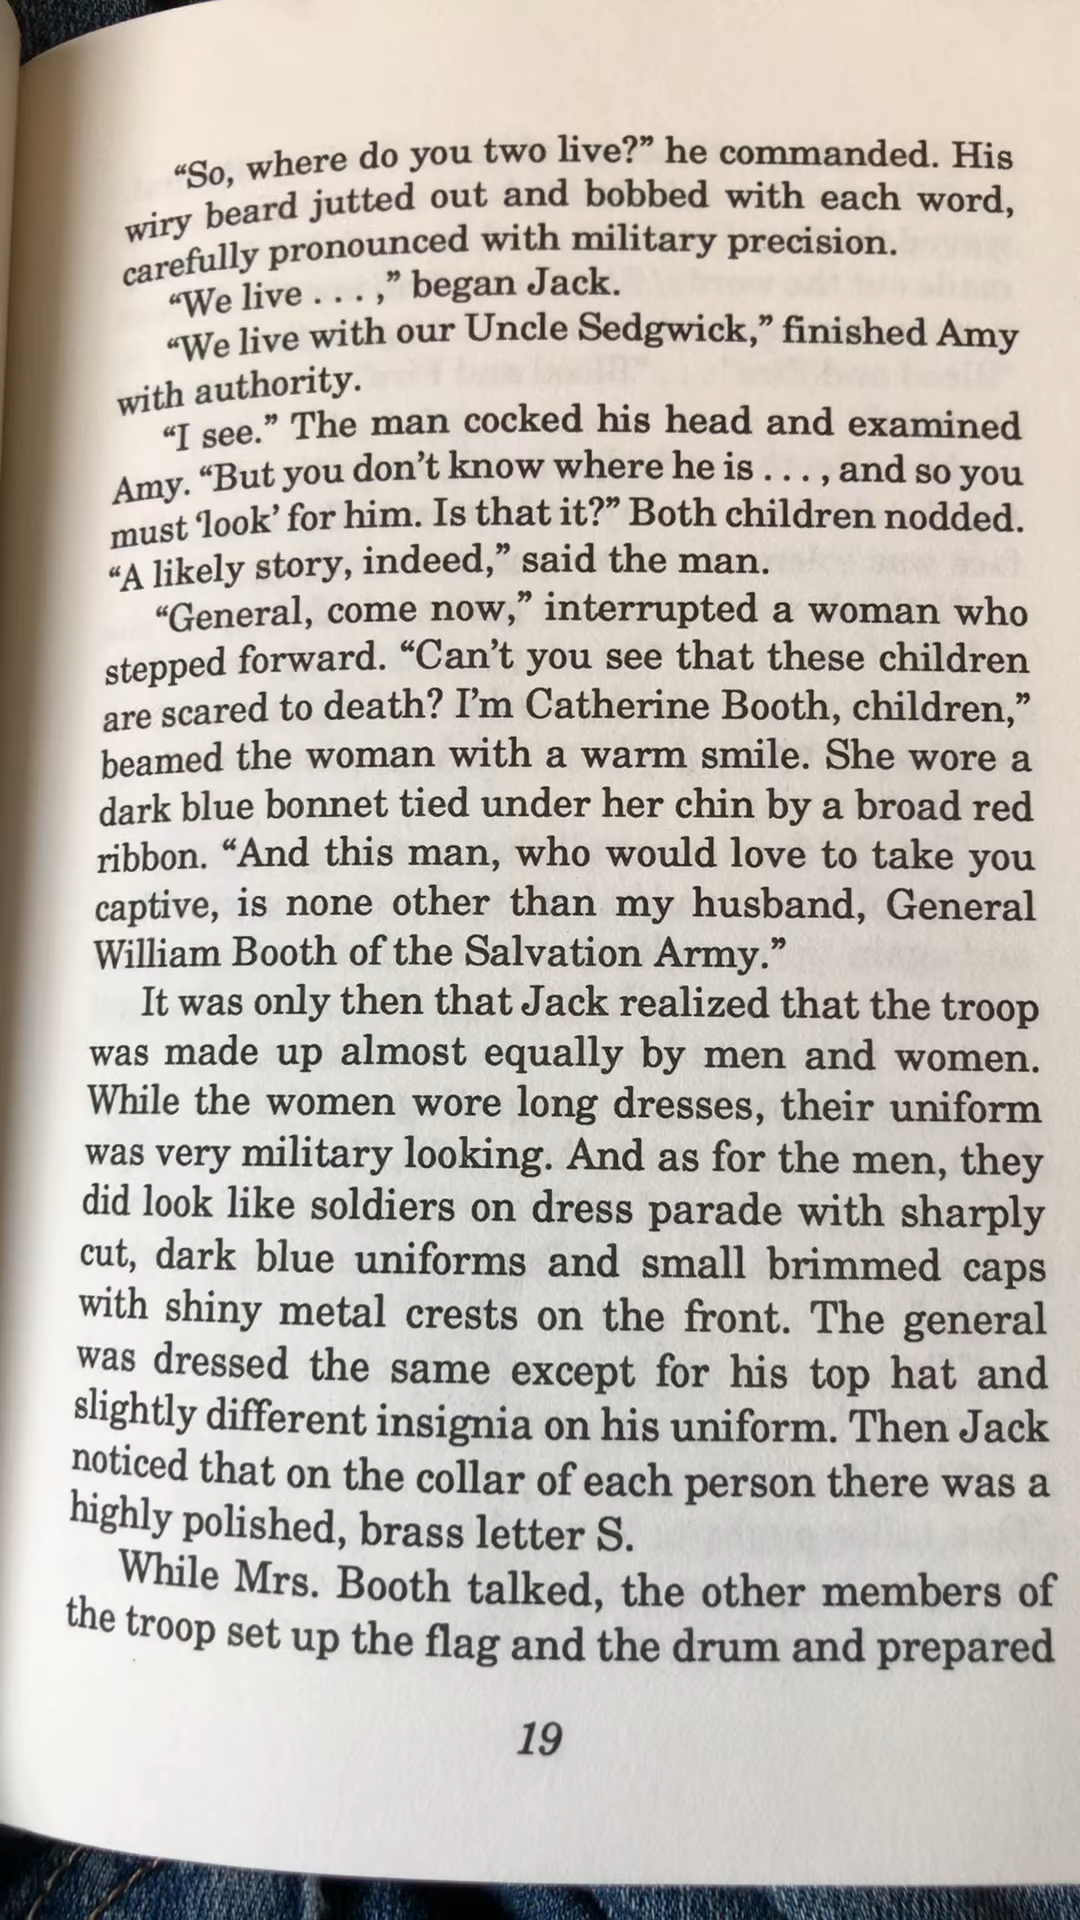 “So, where do you two live?” he commanded. His
wiry beard jutted out and bobbed with each word,
carefully pronounced with military precision.
“We live . . . ,” began Jack.
“We live with our Uncle Sedgwick,” finished Amy
with authority.
“I see.” The man cocked his head and examined
Amy. “But you don’t know where he is . . . , and so you
must ‘look’ for him. Is that it?” Both children nodded.
“A likely story, indeed,” said the man.
“General, come now,” interrupted a woman who
stepped forward. “Can’t you see that these children
are scared to death? I’m Catherine Booth, children,”
beamed the woman with a warm smile. She wore a
dark blue bonnet tied under her chin by a broad red
ribbon. “And this man, who would love to take you
captive, is none other than my husband, General
William Booth of the Salvation Army.”
It was only then that Jack realized that the troop
was made up almost equally by men and women.
While the women wore long dresses, their uniform
was very military looking. And as for the men, they
did look like soldiers on dress parade with sharply
cut, dark blue uniforms and small brimmed caps
with shiny metal crests on the front. The general
was dressed the same except for his top hat and
slightly different insignia on his uniform. Then Jack
noticed that on the collar of each person there was a
highly polished, brass letter S.
While Mrs. Booth talked, the other members of
the troop set up the flag and the drum and prepared
19